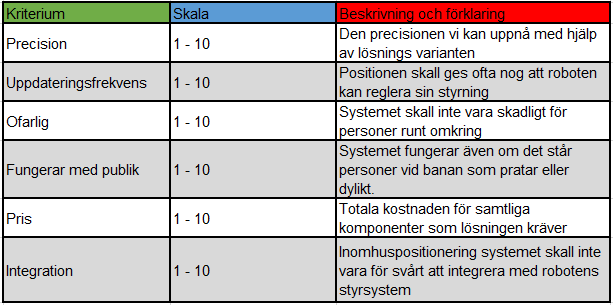 Kriterium Skala Beskrivning och förklaring
Precision 1 - 10 Den precisionen vi kan uppnå med hjälp
av lösnings varianten
Uppdateringsfrekvens 1 - 10 Positionen skall ges ofta nog att roboten
kan reglera sin styrning
Ofarlig 1 - 10 Systemet skall inte vara skadligt för
personer runt omkring
Fungerar med publik 1 - 10 Systemet fungerar även om det står
personer vid banan som pratar eller
dylikt.
Pris 1 - 10 Totala kostnaden för samtliga
komponenter som lösningen kräver
Integration 1 - 10 Inomhuspositionering systemet skall inte
vara för svårt att integrera med robotens
styrsystem